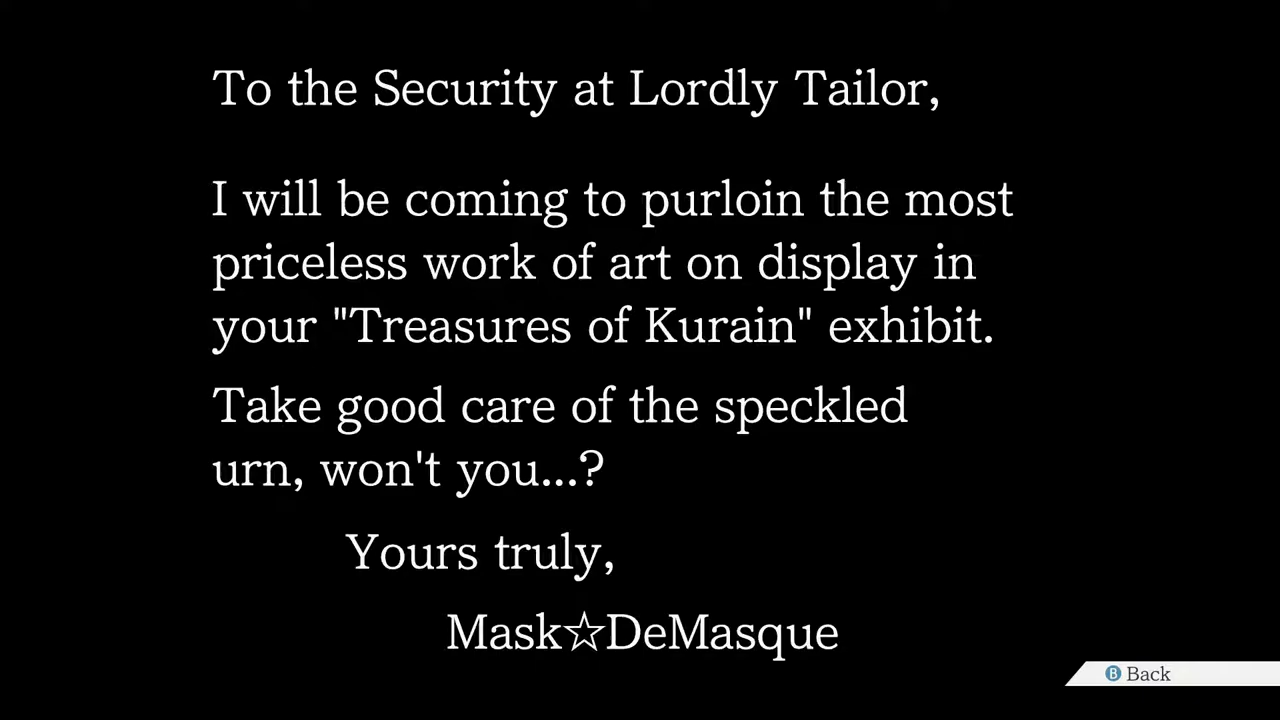 To the Security at Lordly Tailor,
I will be coming to purloin the most
priceless work of art on display in
your "Treasures of Kurain" exhibit.
Take good care of the speckled
urn, won't you...?
Yours truly,
Mask☆DeMasque
B Back